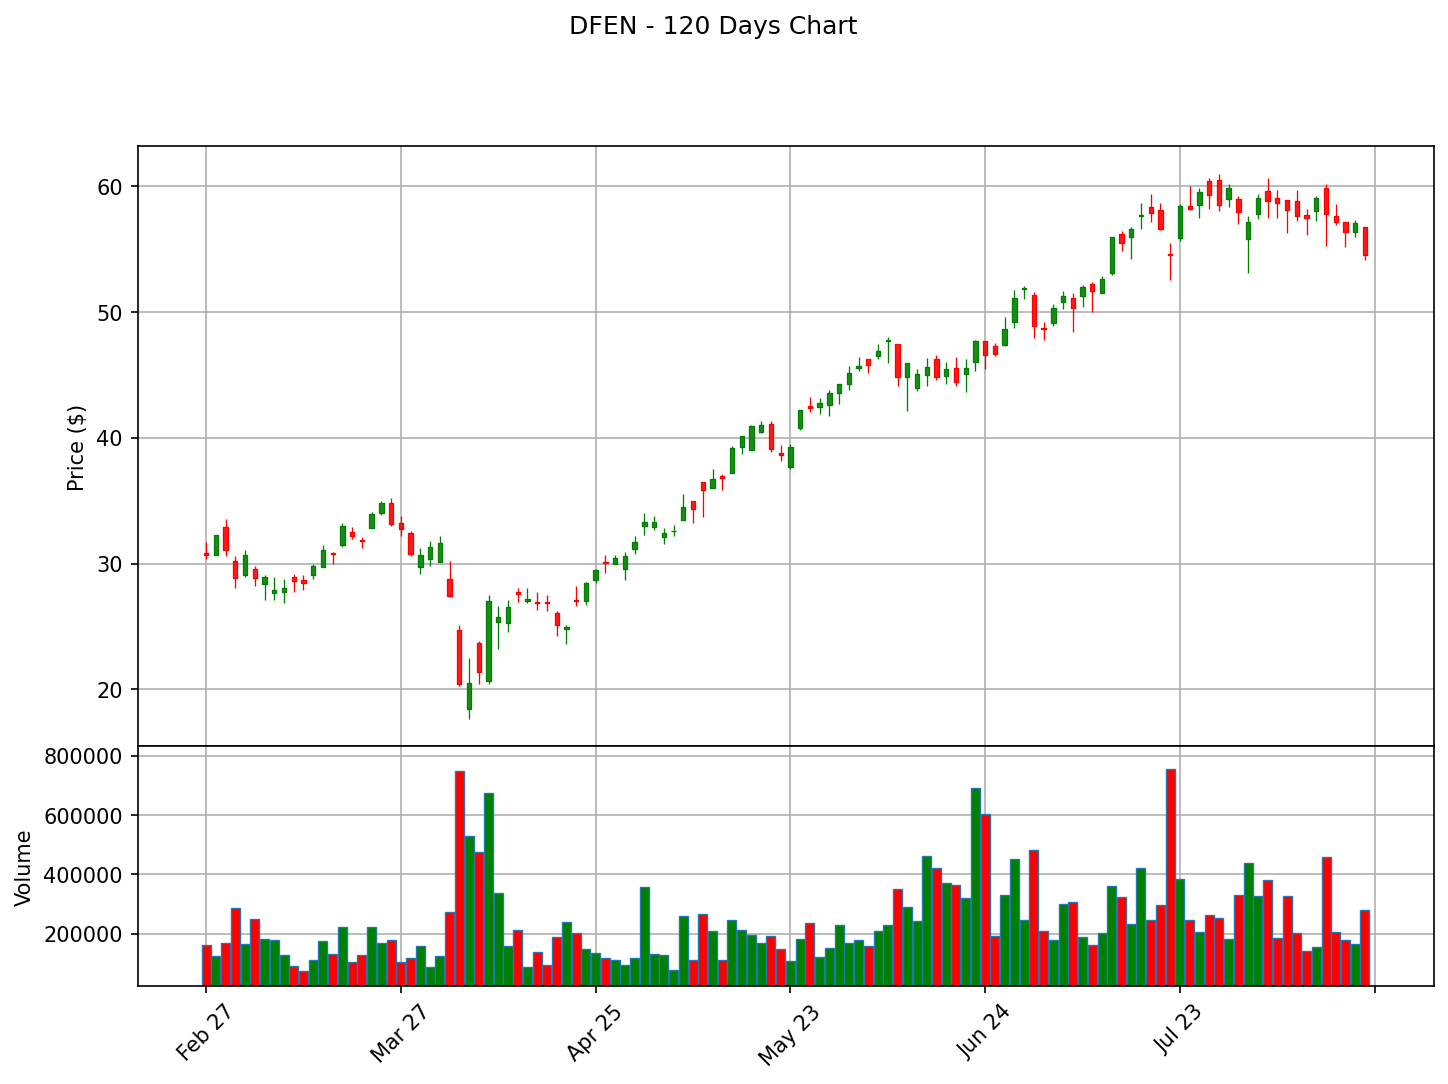 DFEN - 120 Days Chart
Price ($)
60
50
40
30
20
Volume
800000
600000
400000
200000
Feb 27
Mar 27
Apr 25
May 23
Jun 24
Jul 23